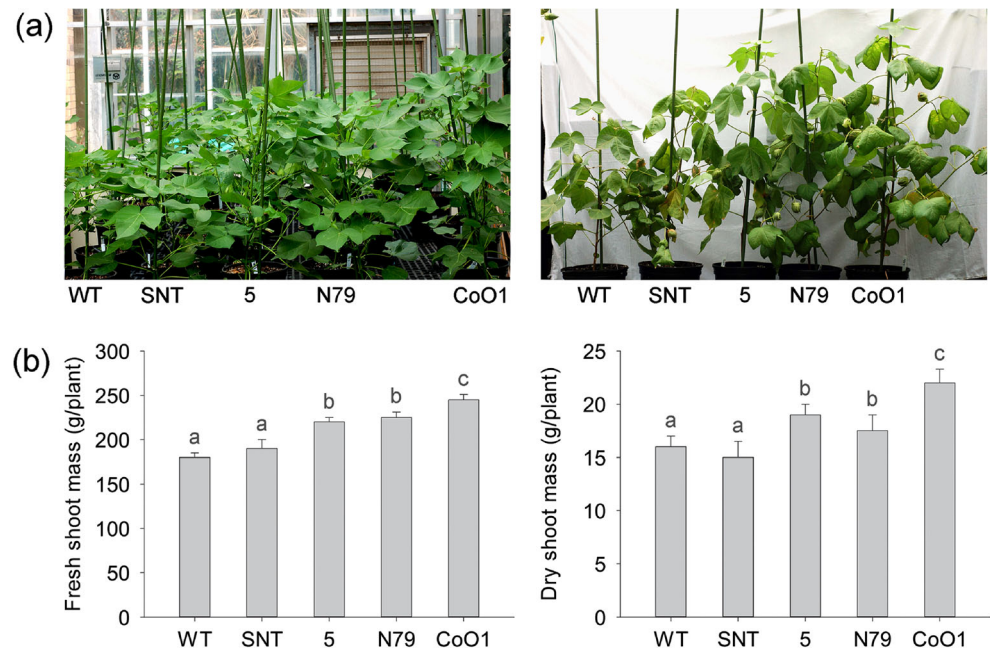 (a)
WT SNT 5 N79 CoO1
WT SNT 5 N79 CoO1
(b)
Fresh shoot mass (g/plant)
300
250
200
150
100
50
0
a a b b c
WT SNT 5 N79 CoO1
Dry shoot mass (g/plant)
25
20
15
10
5
0
a a b b c
WT SNT 5 N79 CoO1